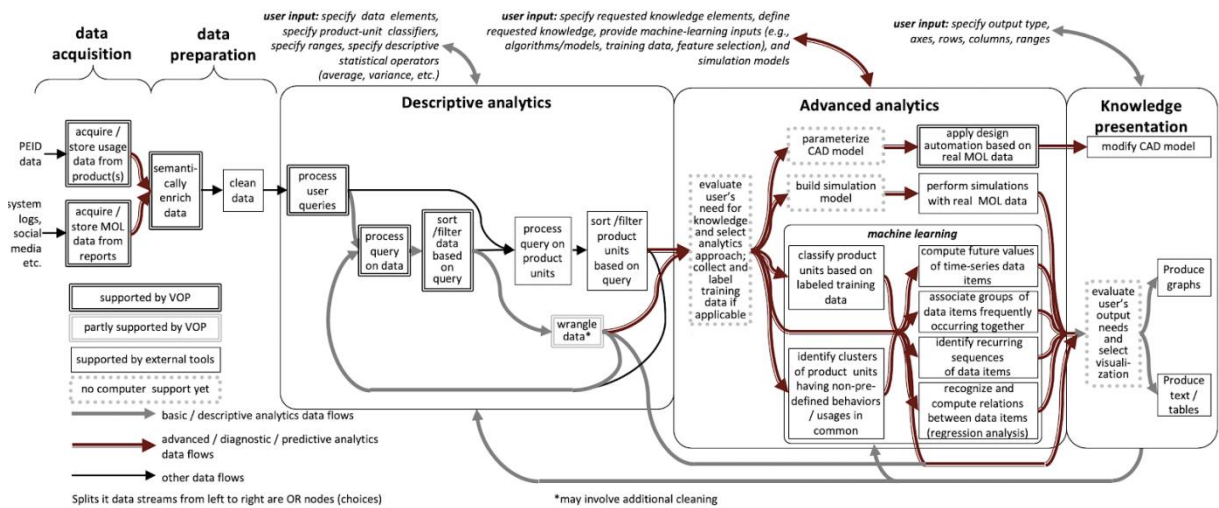 user input: specify data elements,
specify product-unit classifiers,
specify ranges, specify descriptive
statistical operators
(average, variance, etc.)
user input: specify requested knowledge elements, define
requested knowledge, provide machine-learning inputs (e.g.,
algorithms/models, training data, feature selection), and
simulation models
user input: specify output type,
axes, rows, columns, ranges
data
acquisition
data
preparation
Descriptive analytics
Advanced analytics
Knowledge
presentation
PEID
data
system
logs,
social
media
etc.
acquire /
store usage
data from
product(s)
acquire /
store MOL
data from
reports
semanti-
cally
enrich
data
clean
data
process
user
queries
process
query
on data
sort
/filter
data
based on
query
process
query on
product
units
sort /filter
product
units
based on
query
wrangle
data*
evaluate
user's
need for
knowledge
and select
analytics
approach;
collect and
label
training
data if
applicable
parameterize
CAD model
apply design
automation based on
real MOL data
modify CAD model
build simulation
model
perform simulations
with real MOL data
machine learning
classify product
units based on
labeled training
data
identify clusters
of product units
having non-pre-
defined behaviors
/ usages in
common
compute future values
of time-series data
items
associate groups of
data items frequently
occurring together
identify recurring
sequences
of data items
recognize and
compute relations
between data items
(regression analysis)
evaluate
user's
output
needs
and
select
visuali-
zation
Produce
graphs
Produce
text /
tables
supported by VOP
partly supported by VOP
supported by external tools
no computer support yet
basic / descriptive analytics data flows
advanced / diagnostic / predictive analytics
data flows
other data flows
Splits it data streams from left to right are OR nodes (choices)
*may involve additional cleaning